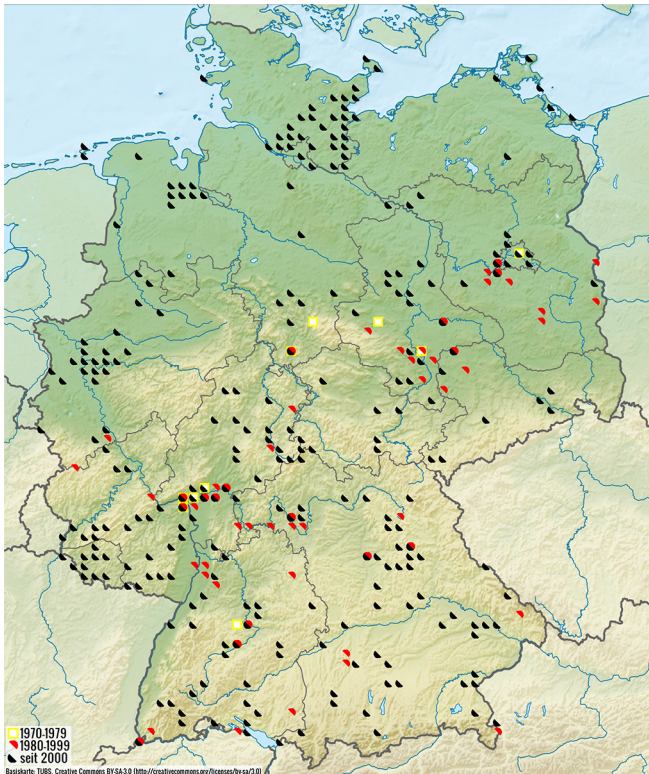 1970-1979
1980-1999
seit 2000
Basiskarte: TUBS, Creative Commons BY-SA-3.0 (http://creativecommons.org/licenses/by-sa/3.0)